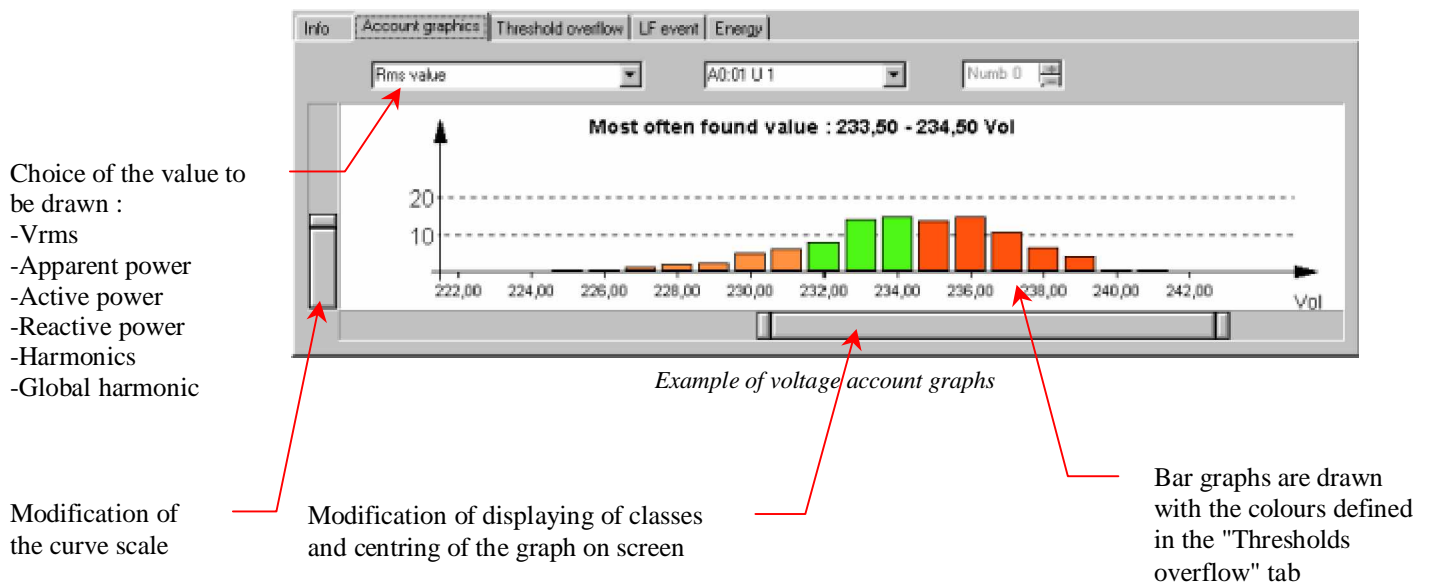 Info Account graphics Threshold overflow LF event Energy
Rms value A0:01 U 1 Numb 0
Most often found value : 233,50 - 234,50 Vol
20
10
222,00 224,00 226,00 228,00 230,00 232,00 234,00 236,00 238,00 240,00 242,00
Vol
Example of voltage account graphs
Choice of the value to
be drawn :
-Vrms
-Apparent power
-Active power
-Reactive power
-Harmonics
-Global harmonic
Modification of
the curve scale
Modification of displaying of classes
and centring of the graph on screen
Bar graphs are drawn
with the colours defined
in the "Thresholds
overflow" tab